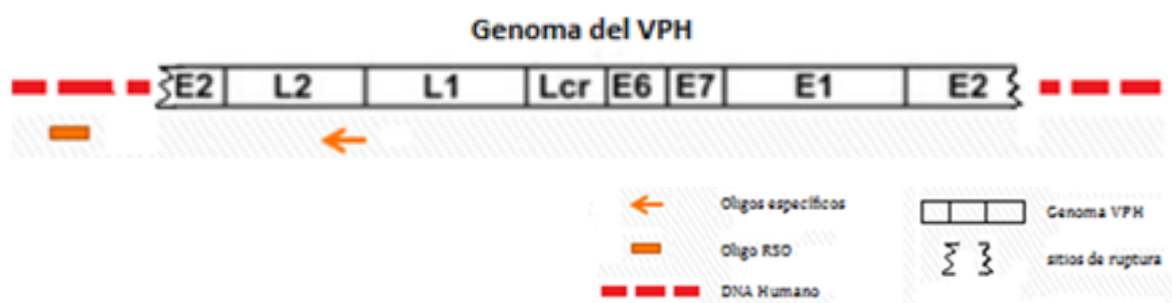 Genoma del VPH
E2 L2 L1 Lcr E6 E7 E1 E2
Oligos específicos
Genoma VPH
Oligo RSO
sitios de ruptura
DNA Humano